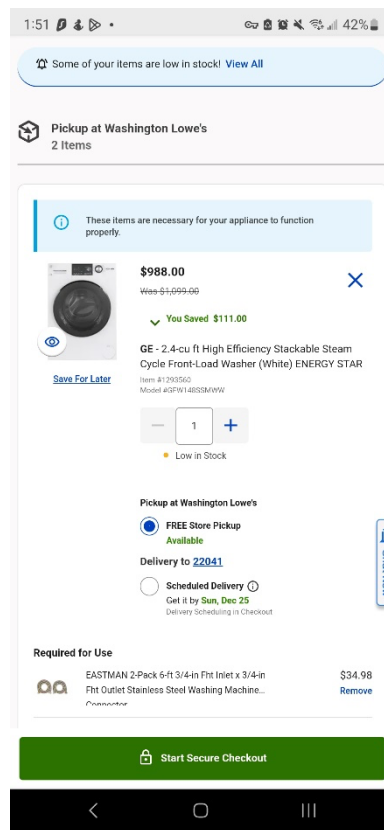 1:51
42%
Some of your items are low in stock! View All
Pickup at Washington Lowe's
2 Items
These items are necessary for your appliance to function
properly.
$988.00
Was $1,099.00
You Saved $111.00
GE - 2.4-cu ft High Efficiency Stackable Steam
Cycle Front-Load Washer (White) ENERGY STAR
Item #1293560
Model #GFW148SSMWW
Save For Later
1
Low in Stock
Pickup at Washington Lowe's
FREE Store Pickup
Available
Delivery to 22041
Scheduled Delivery
Get it by Sun, Dec 25
Delivery Scheduling in Checkout
Required for Use
EASTMAN 2-Pack 6-ft 3/4-in Fht Inlet x 3/4-in
Fht Outlet Stainless Steel Washing Machine...
Connector
$34.98
Remove
Start Secure Checkout